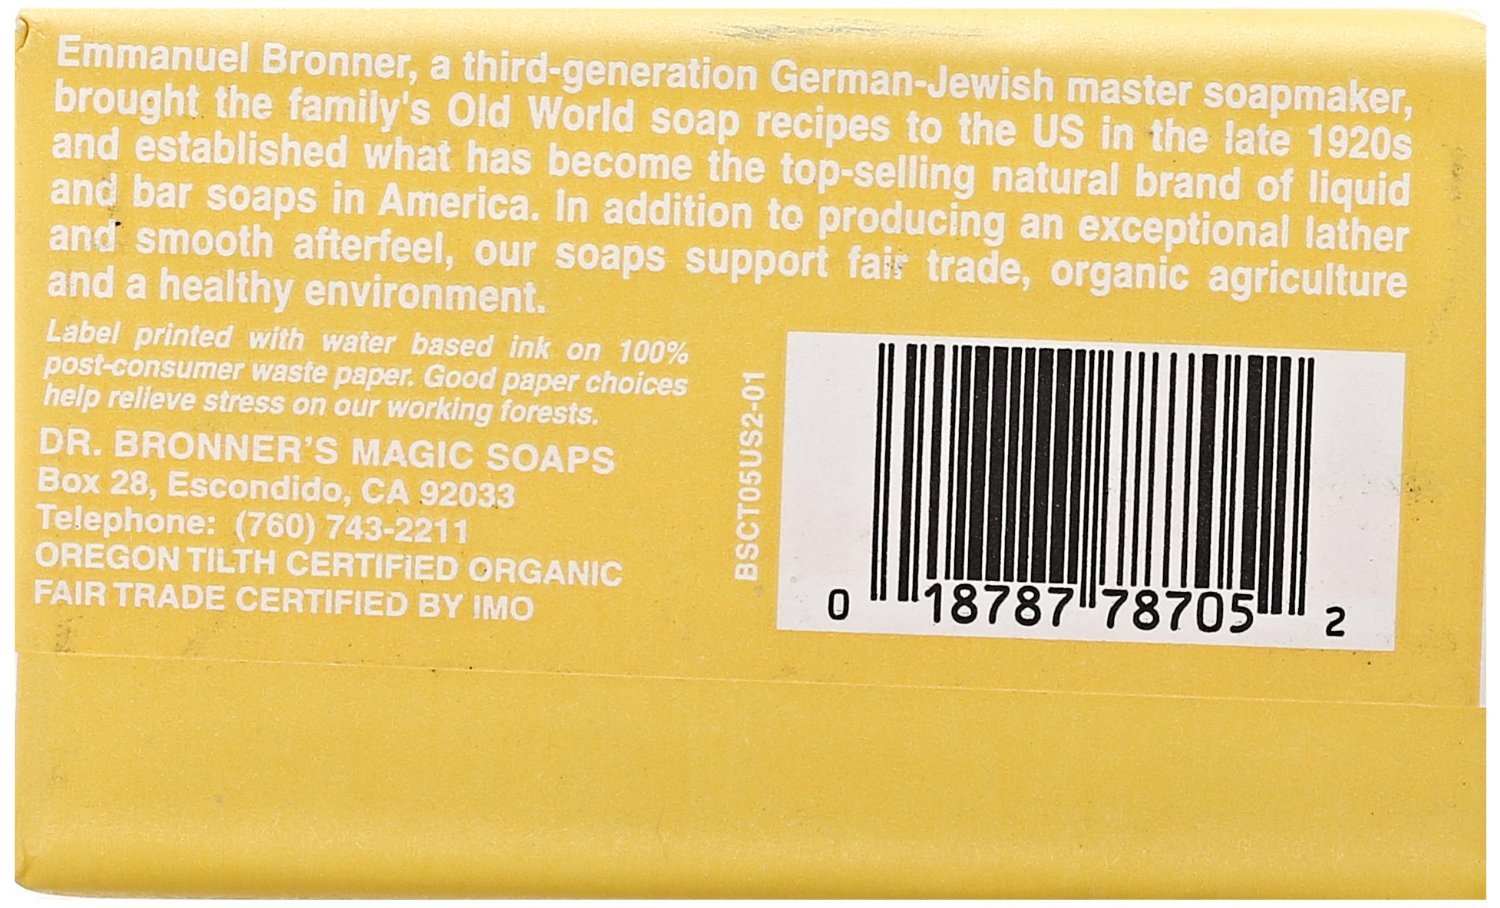 Emmanuel Bronner, a third-generation German-Jewish master soapmaker,
brought the family's Old World soap recipes to the US in the late 1920s
and established what has become the top-selling natural brand of liquid
and bar soaps in America. In addition to producing an exceptional lather
and smooth afterfeel, our soaps support fair trade, organic agriculture
and a healthy environment.
Label printed with water based ink on 100%
post-consumer waste paper. Good paper choices
help relieve stress on our working forests.
DR. BRONNER'S MAGIC SOAPS
Box 28, Escondido, CA 92033
Telephone: (760) 743-2211
OREGON TILTH CERTIFIED ORGANIC
FAIR TRADE CERTIFIED BY IMO
BSCT05US2-01
0 18787 78705 2